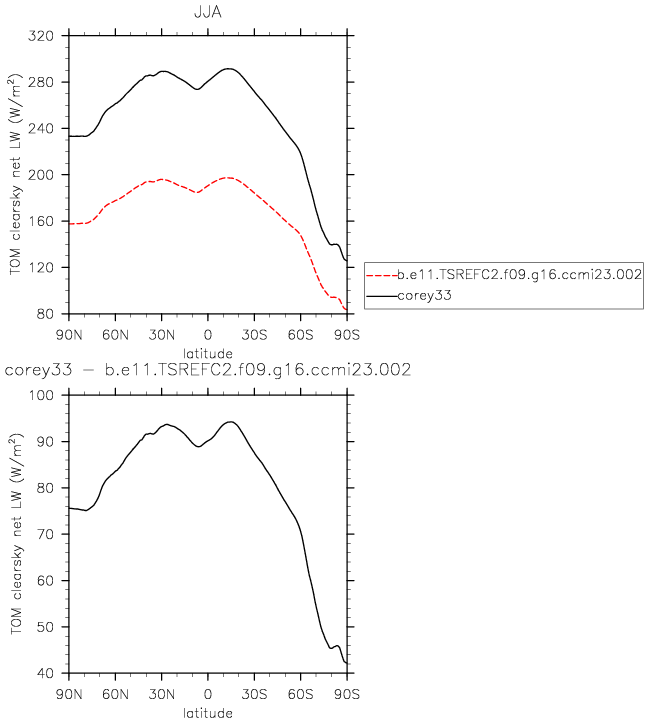 JJA
TOM clearsky net LW (W/m²)
320
280
240
200
160
120
80
90N 60N 30N 0 30S 60S 90S
latitude
b.e11.TSREFC2.f09.g16.ccmi23.002
corey33
corey33 − b.e11.TSREFC2.f09.g16.ccmi23.002
TOM clearsky net LW (W/m²)
100
90
80
70
60
50
40
90N 60N 30N 0 30S 60S 90S
latitude